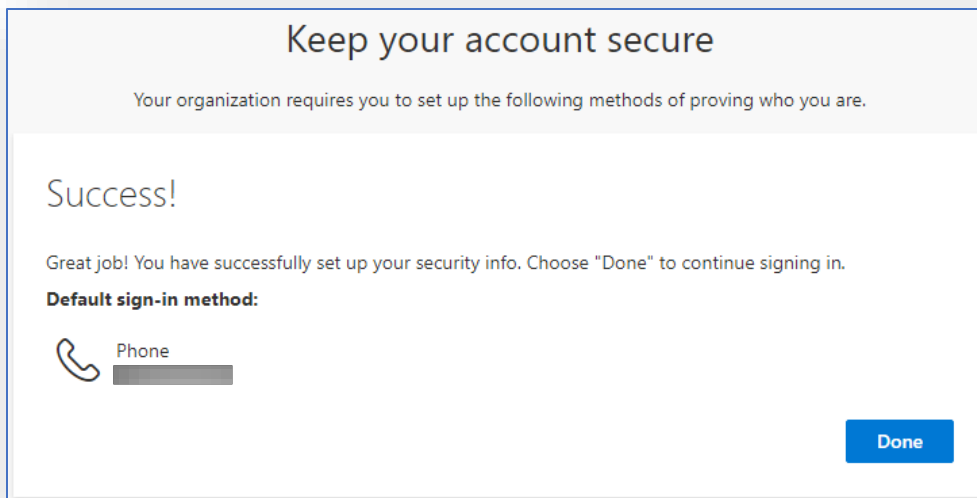 Keep your account secure
Your organization requires you to set up the following methods of proving who you are.
Success!
Great job! You have successfully set up your security info. Choose "Done" to continue signing in.
Default sign-in method:
Phone
Done